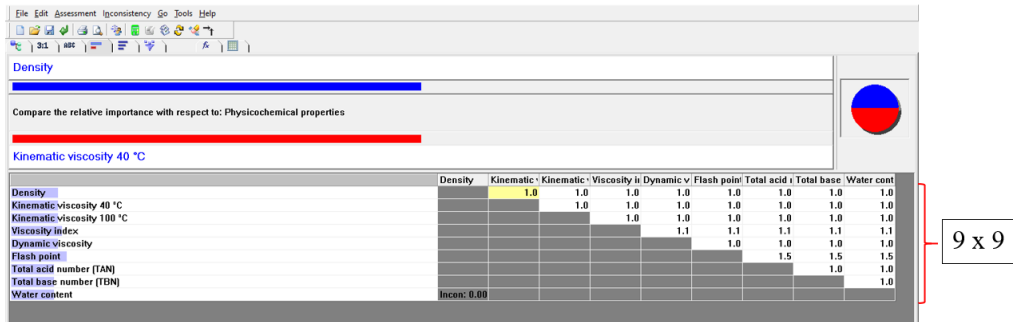 File Edit Assessment Inconsistency Go Tools Help
3:1 ABC fx
Density
Compare the relative importance with respect to: Physicochemical properties
Kinematic viscosity 40 °C
Density Kinematic Kinematic Viscosity i Dynamic v Flash point Total acid Total base Water cont
Density 1.0 1.0 1.0 1.0 1.0 1.0 1.0 1.0
Kinematic viscosity 40 °C 1.0 1.0 1.0 1.0 1.0 1.0 1.0
Kinematic viscosity 100 °C 1.0 1.0 1.0 1.0 1.0 1.0
Viscosity index 1.1 1.1 1.1 1.1 1.1
Dynamic viscosity 1.0 1.0 1.0 1.0
Flash point 1.5 1.5 1.5
Total acid number (TAN) 1.0 1.0
Total base number (TBN) 1.0
Water content Incon: 0.00
9 x 9